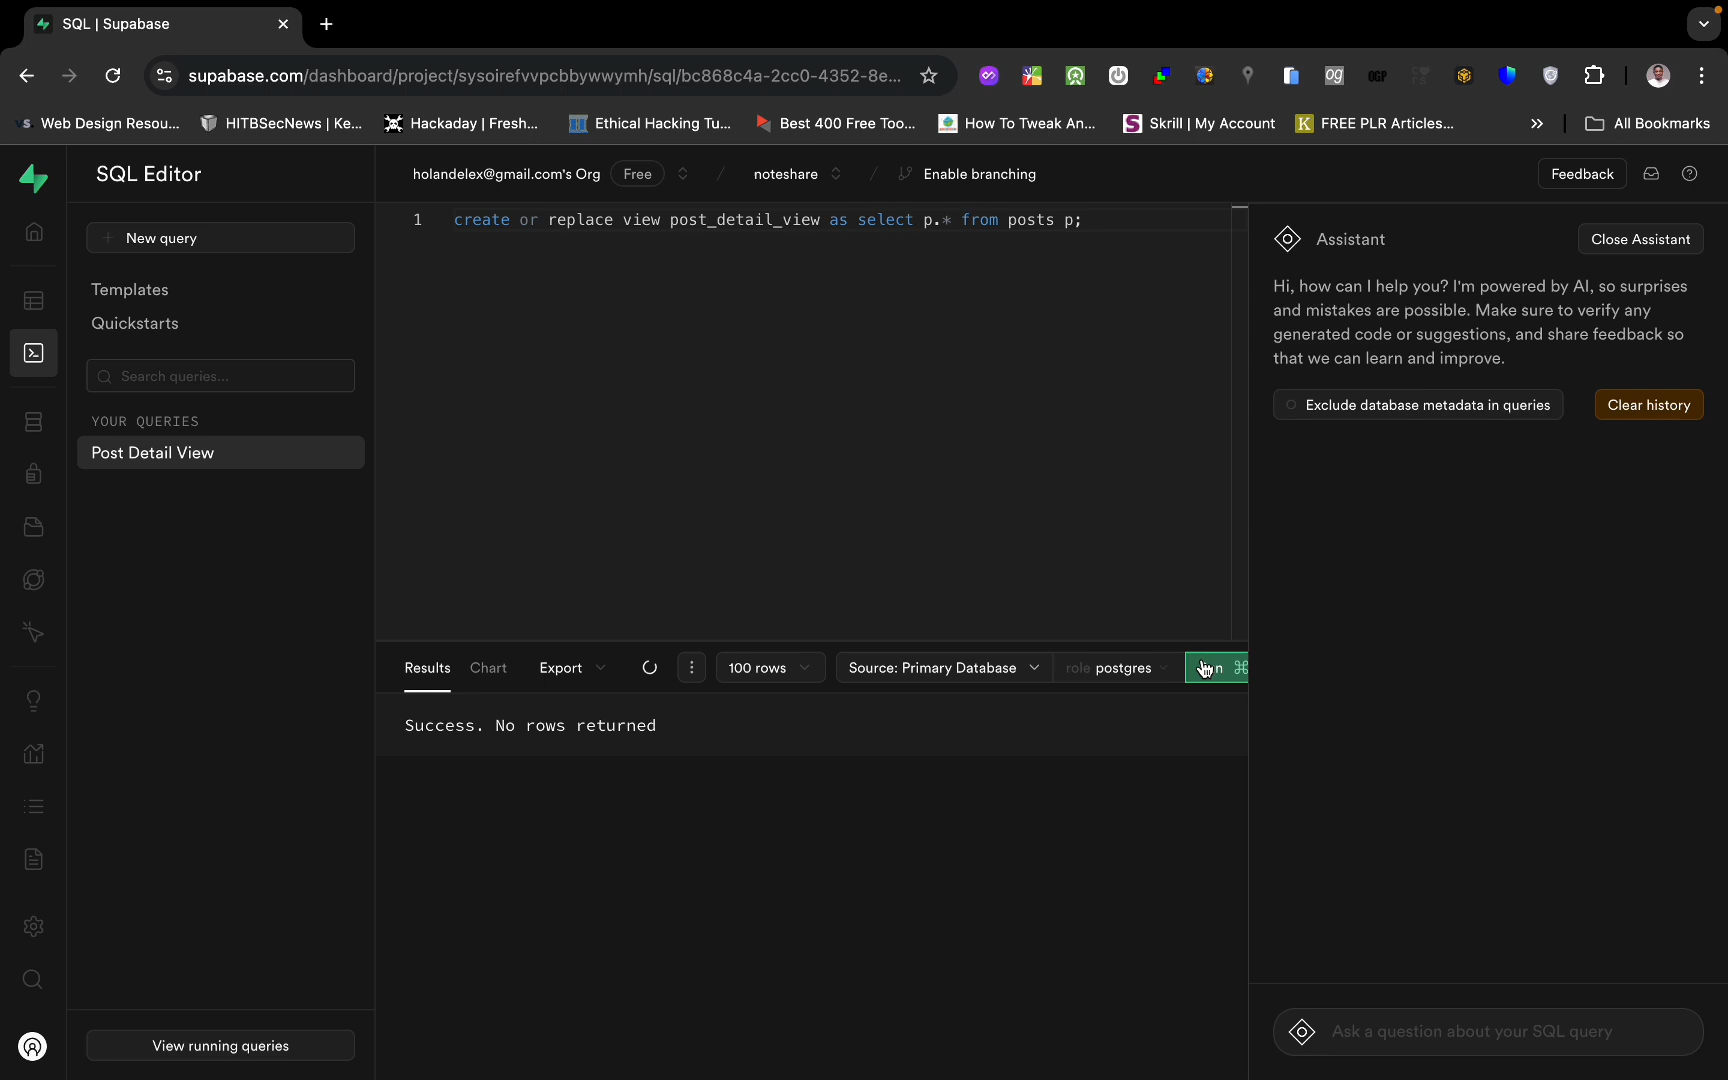 SQL | Supabase
supabase.com/dashboard/project/sysoirefvvpcbbywwymh/sql/bc868c4a-2cc0-4352-8e...
Web Design Resou...
HITBSecNews | Ke...
Hackaday | Fresh...
Ethical Hacking Tu...
Best 400 Free Too...
How To Tweak An...
Skrill | My Account
FREE PLR Articles...
All Bookmarks
SQL Editor
holandelex@gmail.com's Org Free / noteshare / Enable branching
Feedback
New query
Templates
Quickstarts
Search queries...
YOUR QUERIES
Post Detail View
View running queries
1 create or replace view post_detail_view as select p.* from posts p;
Results Chart Export 100 rows Source: Primary Database role postgres
Success. No rows returned
Assistant
Close Assistant
Hi, how can I help you? I'm powered by AI, so surprises
and mistakes are possible. Make sure to verify any
generated code or suggestions, and share feedback so
that we can learn and improve.
Exclude database metadata in queries
Clear history
Ask a question about your SQL query